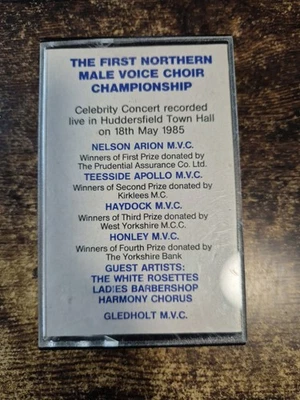 THE FIRST NORTHERN
MALE VOICE CHOIR
CHAMPIONSHIP
Celebrity Concert recorded
live in Huddersfield Town Hall
on 18th May 1985
NELSON ARION M.V.C.
Winners of First Prize donated by
The Prudential Assurance Co. Ltd.
TEESSIDE APOLLO M.V.C.
Winners of Second Prize donated by
Kirklees M.C.
HAYDOCK M.V.C.
Winners of Third Prize donated by
West Yorkshire M.C.C.
HONLEY M.V.C.
Winners of Fourth Prize donated by
The Yorkshire Bank
GUEST ARTISTS:
THE WHITE ROSETTES
LADIES BARBERSHOP
HARMONY CHORUS
GLEDHOLT M.V.C.